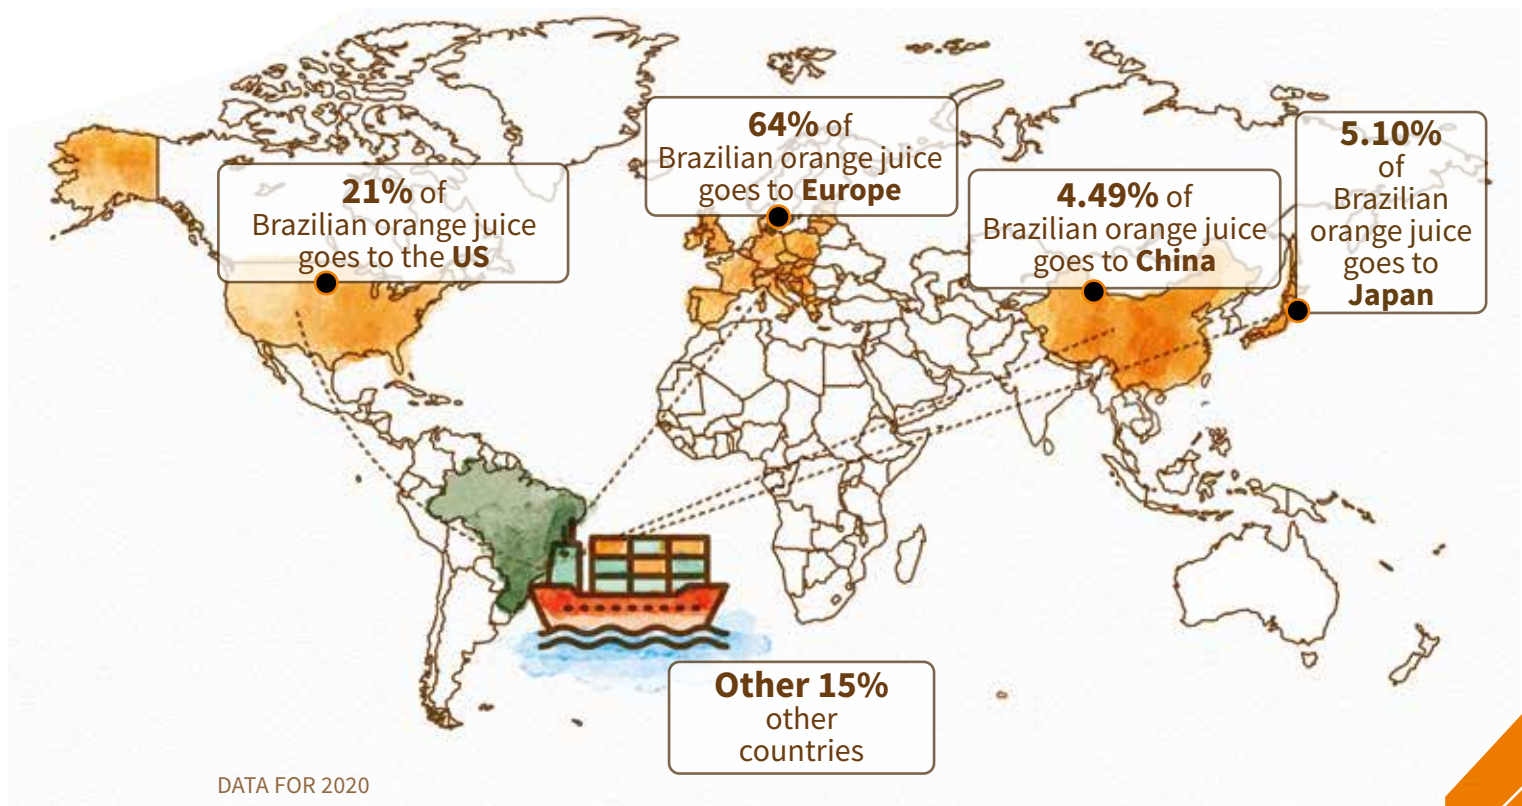 21% of
Brazilian orange juice
goes to the US
64% of
Brazilian orange juice
goes to Europe
4.49% of
Brazilian orange juice
goes to China
5.10%
of
Brazilian
orange juice
goes to
Japan
Other 15%
other
countries
DATA FOR 2020